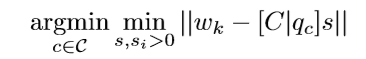 argmin min ||w_k − [C|q_c]s||
c∈𝒞 s,s_i>0